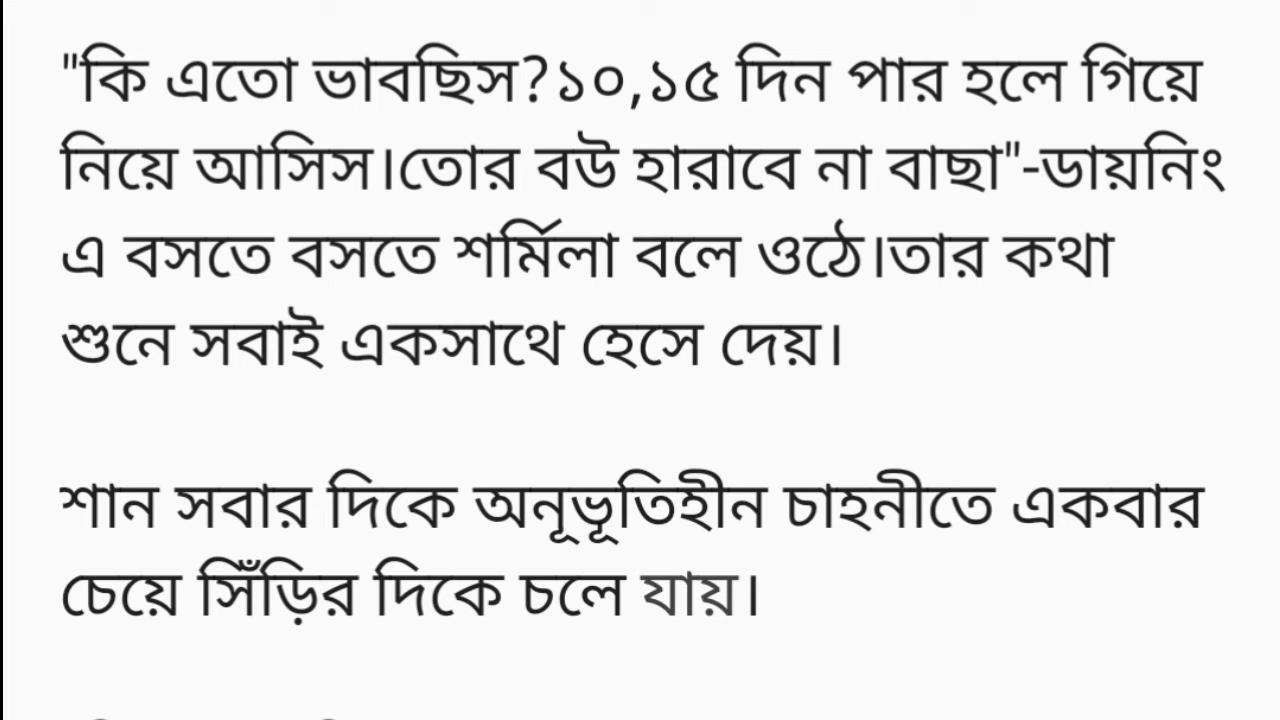 "কি এতো ভাবছিস?১০,১৫ দিন পার হলে গিয়ে
নিয়ে আসিস।তোর বউ হারাবে না বাছা"-ডায়নিং
এ বসতে বসতে শর্মিলা বলে ওঠে।তার কথা
শুনে সবাই একসাথে হেসে দেয়।
শান সবার দিকে অনূভূতিহীন চাহনীতে একবার
চেয়ে সিঁড়ির দিকে চলে যায়।